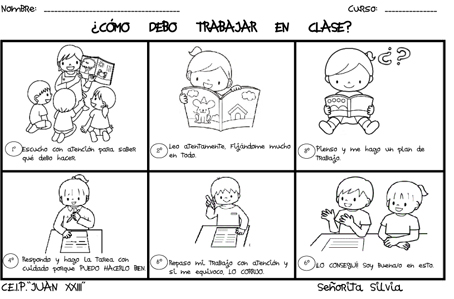 NOMBRE: CURSO:
¿CÓMO DEBO TRABAJAR EN CLASE?
¿?
1º Escucho con atención para saber
qué debo hacer.
2º Leo atentamente, fijándome mucho
en todo.
3º Pienso y me hago un plan de
trabajo.
4º Respondo y hago la tarea con
cuidado porque PUEDO HACERLO BIEN.
5º Repaso mi trabajo con atención y
si me equivoco, LO CORRIJO.
6º ¡LO CONSEGUÍ! Soy bueno/a en esto.
C.E.I.P. "JUAN XXIII" SEÑORITA SILVIA